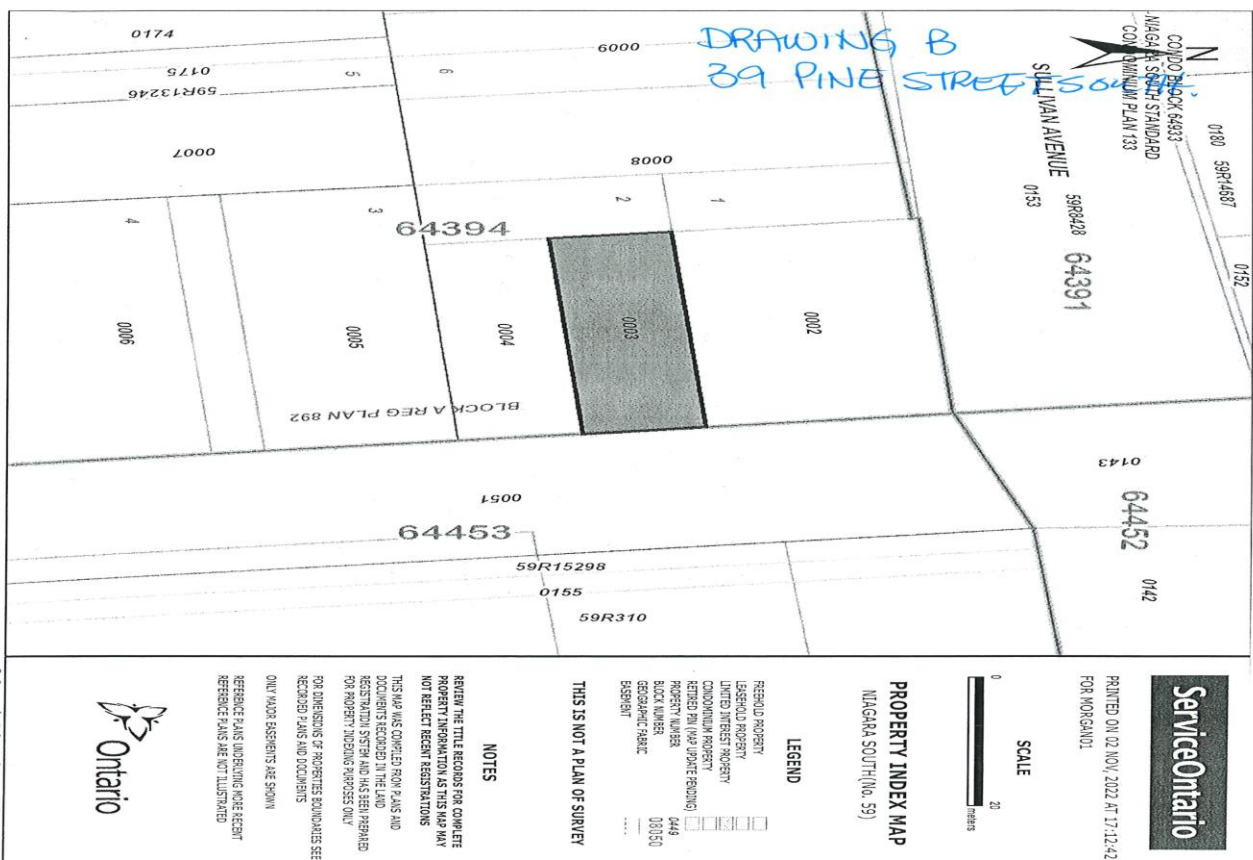 DRAWING B
39 PINE STREET SOUTH.
N
CONDO BLOCK 64933
NIAGARA SOUTH STANDARD
CONDOMINIUM PLAN 133
0180
59R14687
0152
SULLIVAN AVENUE
59R8428
64391
0153
0174
0175
59R13246
5
6
0009
0007
0008
4
3
2
1
64394
0006
0005
0004
0003
0002
BLOCK A REG PLAN 892
0143
64452
0142
0051
64453
59R15298
0155
59R310
ServiceOntario
PRINTED ON 02 NOV, 2022 AT 17:12:42
FOR MORGAN01
SCALE
0 20
meters
PROPERTY INDEX MAP
NIAGARA SOUTH(No. 59)
LEGEND
FREEHOLD PROPERTY
LEASEHOLD PROPERTY
LIMITED INTEREST PROPERTY
CONDOMINIUM PROPERTY
RETIRED PIN (MAP UPDATE PENDING)
PROPERTY NUMBER 0449
BLOCK NUMBER 08050
GEOGRAPHIC FABRIC
EASEMENT
THIS IS NOT A PLAN OF SURVEY
NOTES
REVIEW THE TITLE RECORDS FOR COMPLETE
PROPERTY INFORMATION AS THIS MAP MAY
NOT REFLECT RECENT REGISTRATIONS
THIS MAP WAS COMPILED FROM PLANS AND
DOCUMENTS RECORDED IN THE LAND
REGISTRATION SYSTEM AND HAS BEEN PREPARED
FOR PROPERTY INDEXING PURPOSES ONLY
FOR DIMENSIONS OF PROPERTIES BOUNDARIES SEE
RECORDED PLANS AND DOCUMENTS
ONLY MAJOR EASEMENTS ARE SHOWN
REFERENCE PLANS UNDERLYING MORE RECENT
REFERENCE PLANS ARE NOT ILLUSTRATED
Ontario